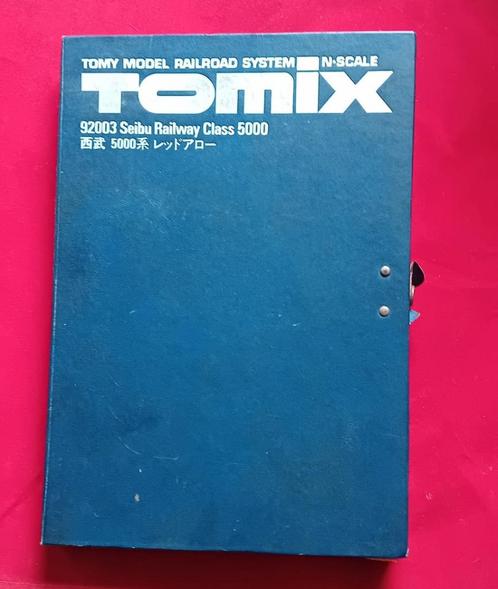 TOMY MODEL RAILROAD SYSTEM N·SCALE
TOMIX
92003 Seibu Railway Class 5000
西武 5000系 レッドアロー